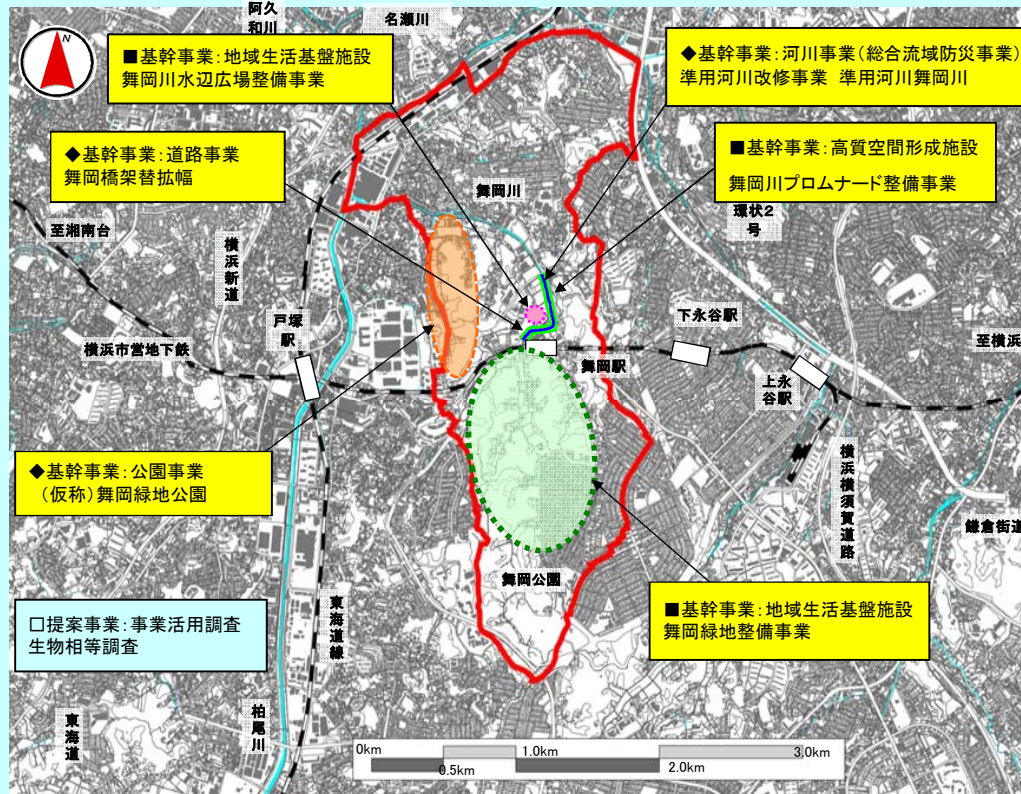 阿久
和川
名瀬川
N
■基幹事業:地域生活基盤施設
舞岡川水辺広場整備事業
◆基幹事業:河川事業(総合流域防災事業)
準用河川改修事業 準用河川舞岡川
◆基幹事業:道路事業
舞岡橋架替拡幅
■基幹事業:高質空間形成施設
舞岡川プロムナード整備事業
舞岡川
環状2
号
至湘南台
横浜新道
戸塚
駅
横浜市営地下鉄
下永谷駅
至横浜
舞岡駅
上永
谷駅
◆基幹事業:公園事業
(仮称)舞岡緑地公園
横浜横須賀道路
鎌倉街道
舞岡公園
□提案事業:事業活用調査
生物相等調査
東海道線
■基幹事業:地域生活基盤施設
舞岡緑地整備事業
東海道
柏尾川
0km
1.0km
3.0km
0.5km
2.0km